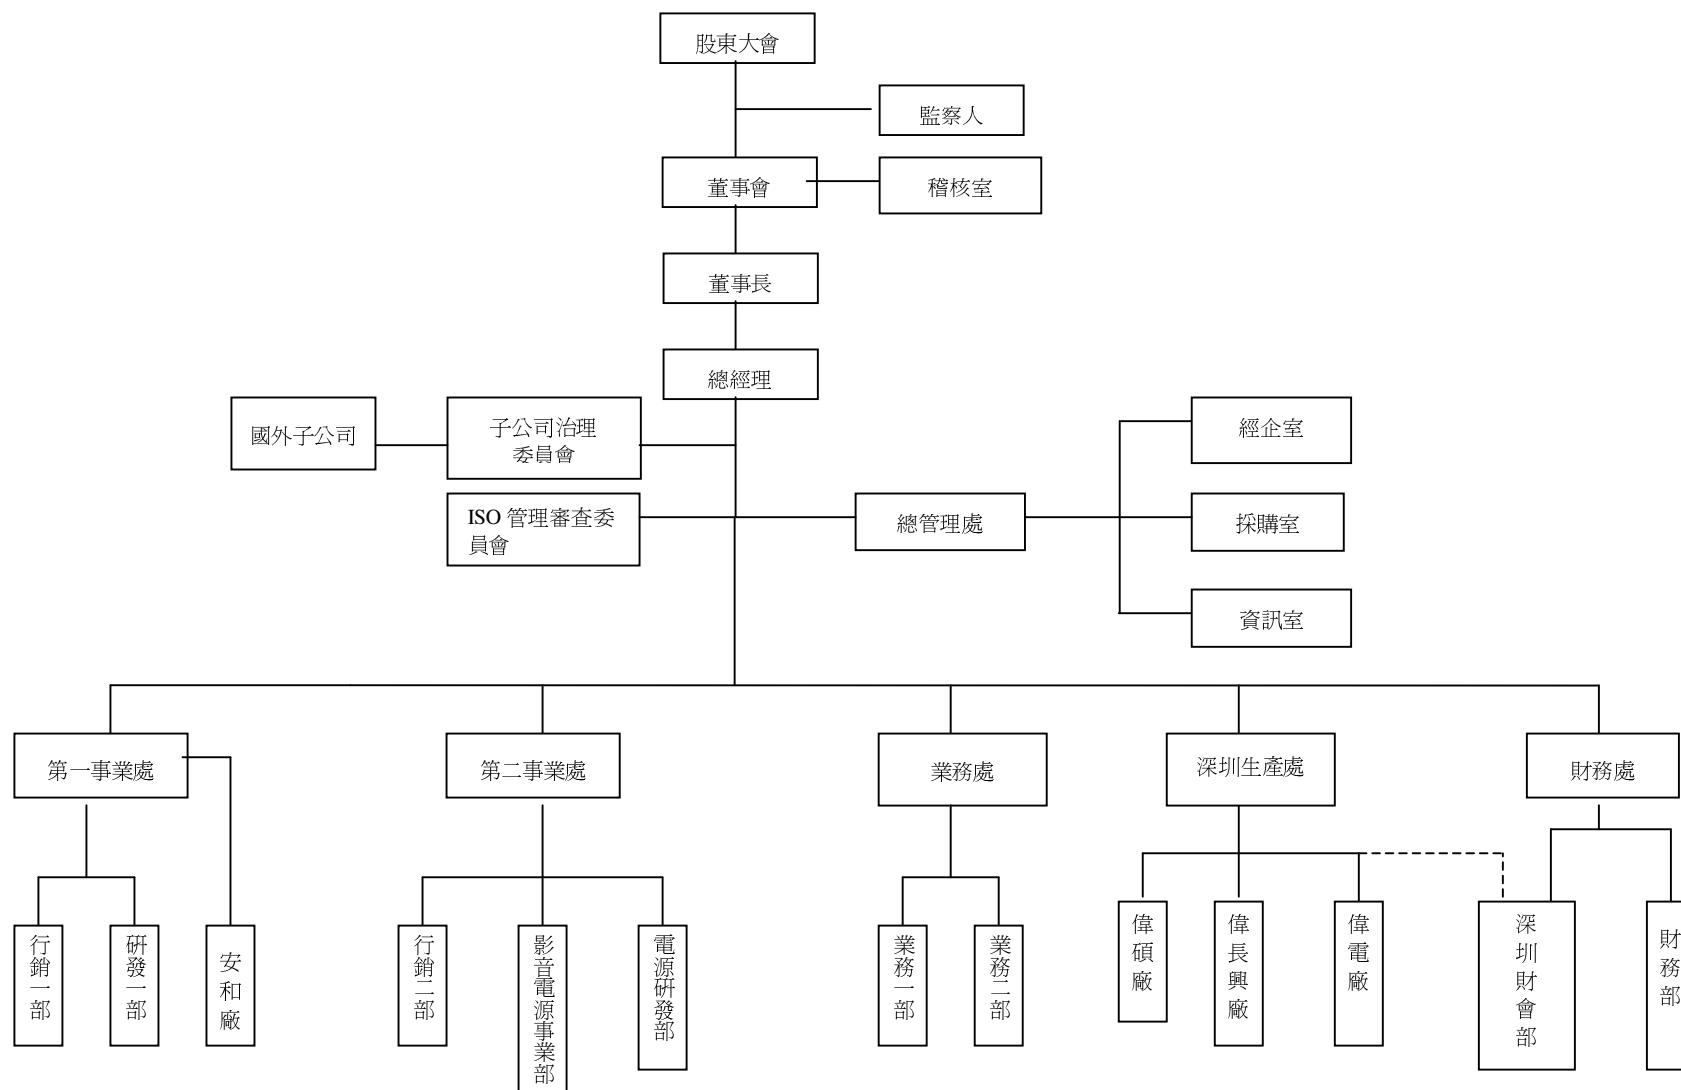 股東大會
監察人
董事會
稽核室
董事長
總經理
國外子公司
子公司治理
委員會
經企室
ISO 管理審查委
員會
總管理處
採購室
資訊室
第一事業處
第二事業處
業務處
深圳生產處
財務處
行銷一部
研發一部
安和廠
行銷二部
影音電源事業部
電源研發部
業務一部
業務二部
偉碩廠
偉長興廠
偉電廠
深圳財會部
財務部